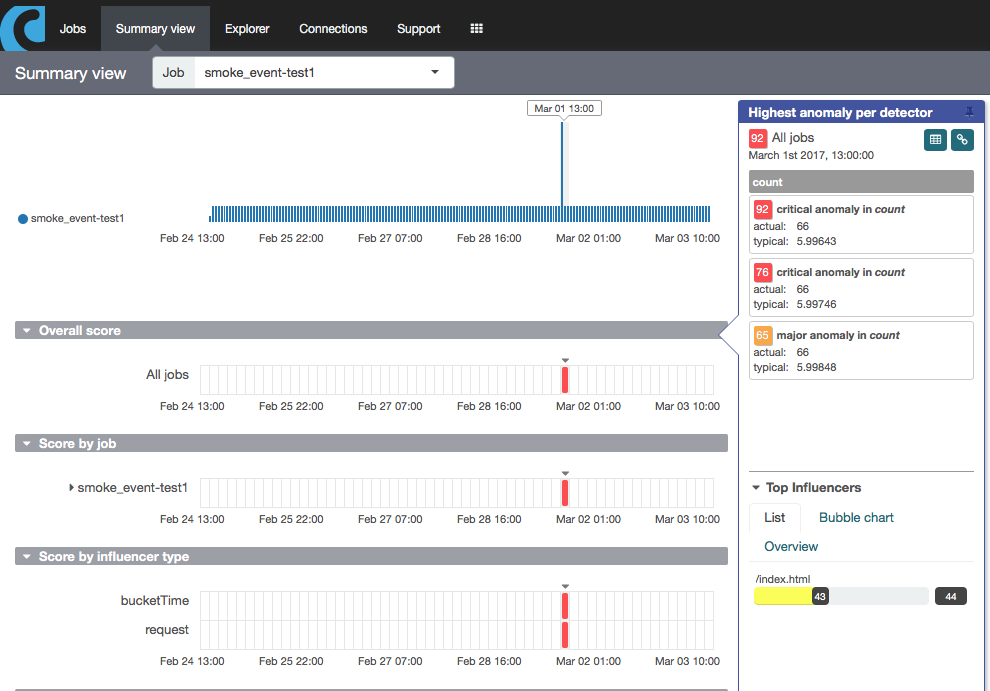 Jobs Summary view Explorer Connections Support
Summary view Job smoke_event-test1
Mar 01 13:00
smoke_event-test1
Feb 24 13:00 Feb 25 22:00 Feb 27 07:00 Feb 28 16:00 Mar 02 01:00 Mar 03 10:00
Overall score
All jobs
Feb 24 13:00 Feb 25 22:00 Feb 27 07:00 Feb 28 16:00 Mar 02 01:00 Mar 03 10:00
Score by job
smoke_event-test1
Feb 24 13:00 Feb 25 22:00 Feb 27 07:00 Feb 28 16:00 Mar 02 01:00 Mar 03 10:00
Score by influencer type
bucketTime
request
Feb 24 13:00 Feb 25 22:00 Feb 27 07:00 Feb 28 16:00 Mar 02 01:00 Mar 03 10:00
Highest anomaly per detector
92 All jobs
March 1st 2017, 13:00:00
count
92 critical anomaly in count
actual: 66
typical: 5.99643
76 critical anomaly in count
actual: 66
typical: 5.99746
65 major anomaly in count
actual: 66
typical: 5.99848
Top Influencers
List Bubble chart
Overview
/index.html
43 44